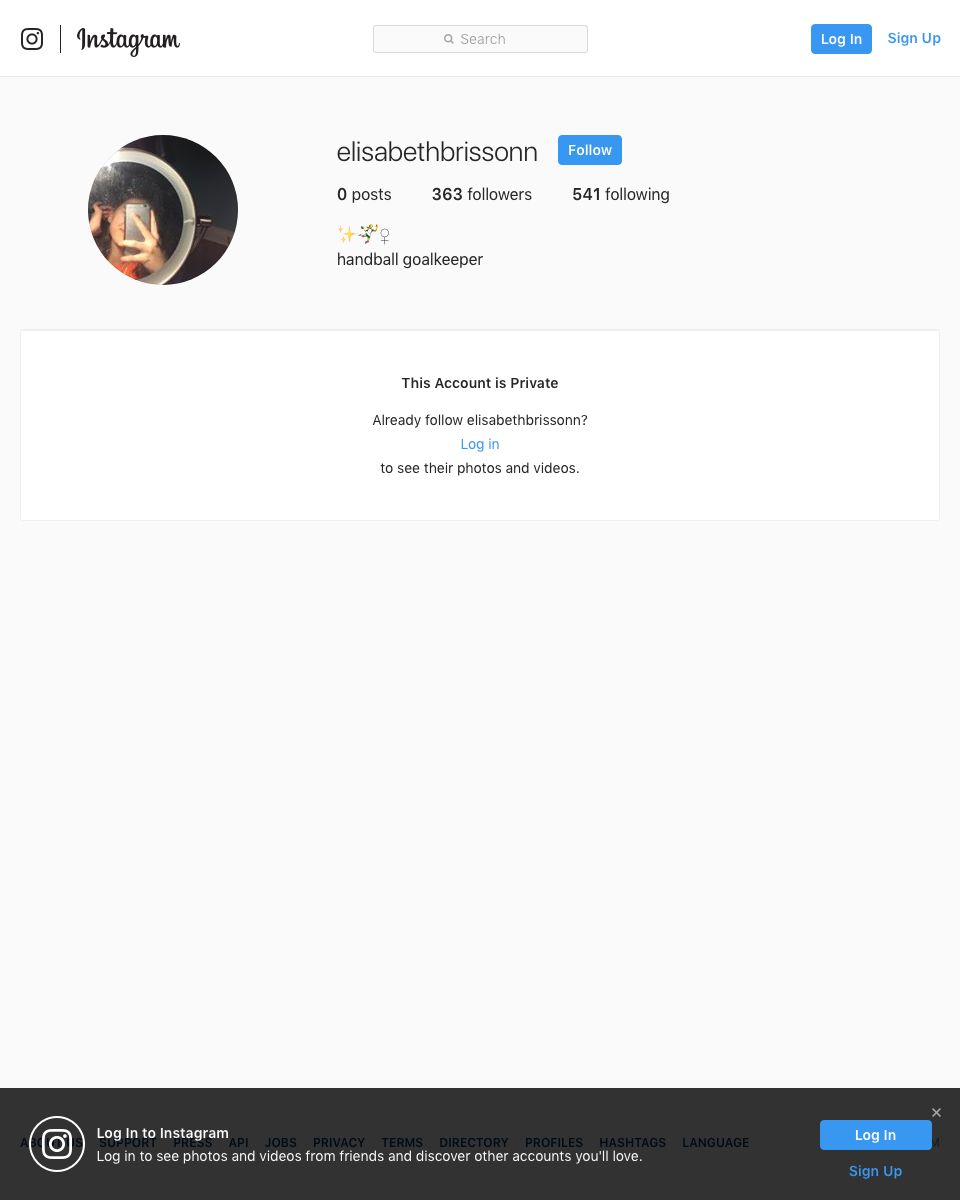 Instagram
Search
Log In
Sign Up
elisabethbrissonn
Follow
0 posts 363 followers 541 following
✨🤾♀
handball goalkeeper
This Account is Private
Already follow elisabethbrissonn?
Log in
to see their photos and videos.
SUPPORT PRESS API JOBS PRIVACY TERMS DIRECTORY PROFILES HASHTAGS LANGUAGE
Log In to Instagram
Log in to see photos and videos from friends and discover other accounts you'll love.
✕
Log In
Sign Up